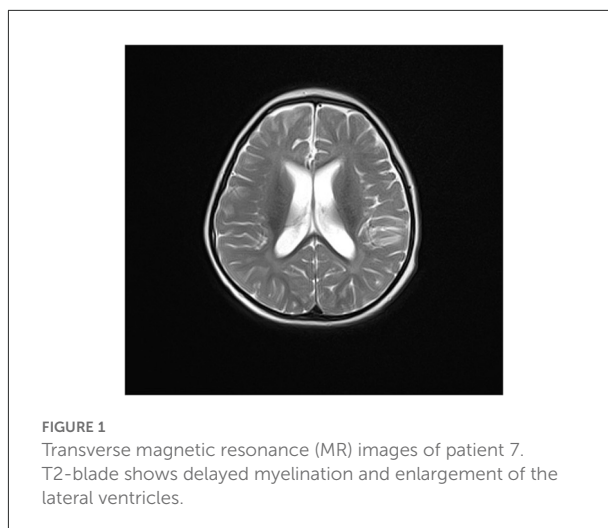 FIGURE 1
Transverse magnetic resonance (MR) images of patient 7.
T2-blade shows delayed myelination and enlargement of the
lateral ventricles.